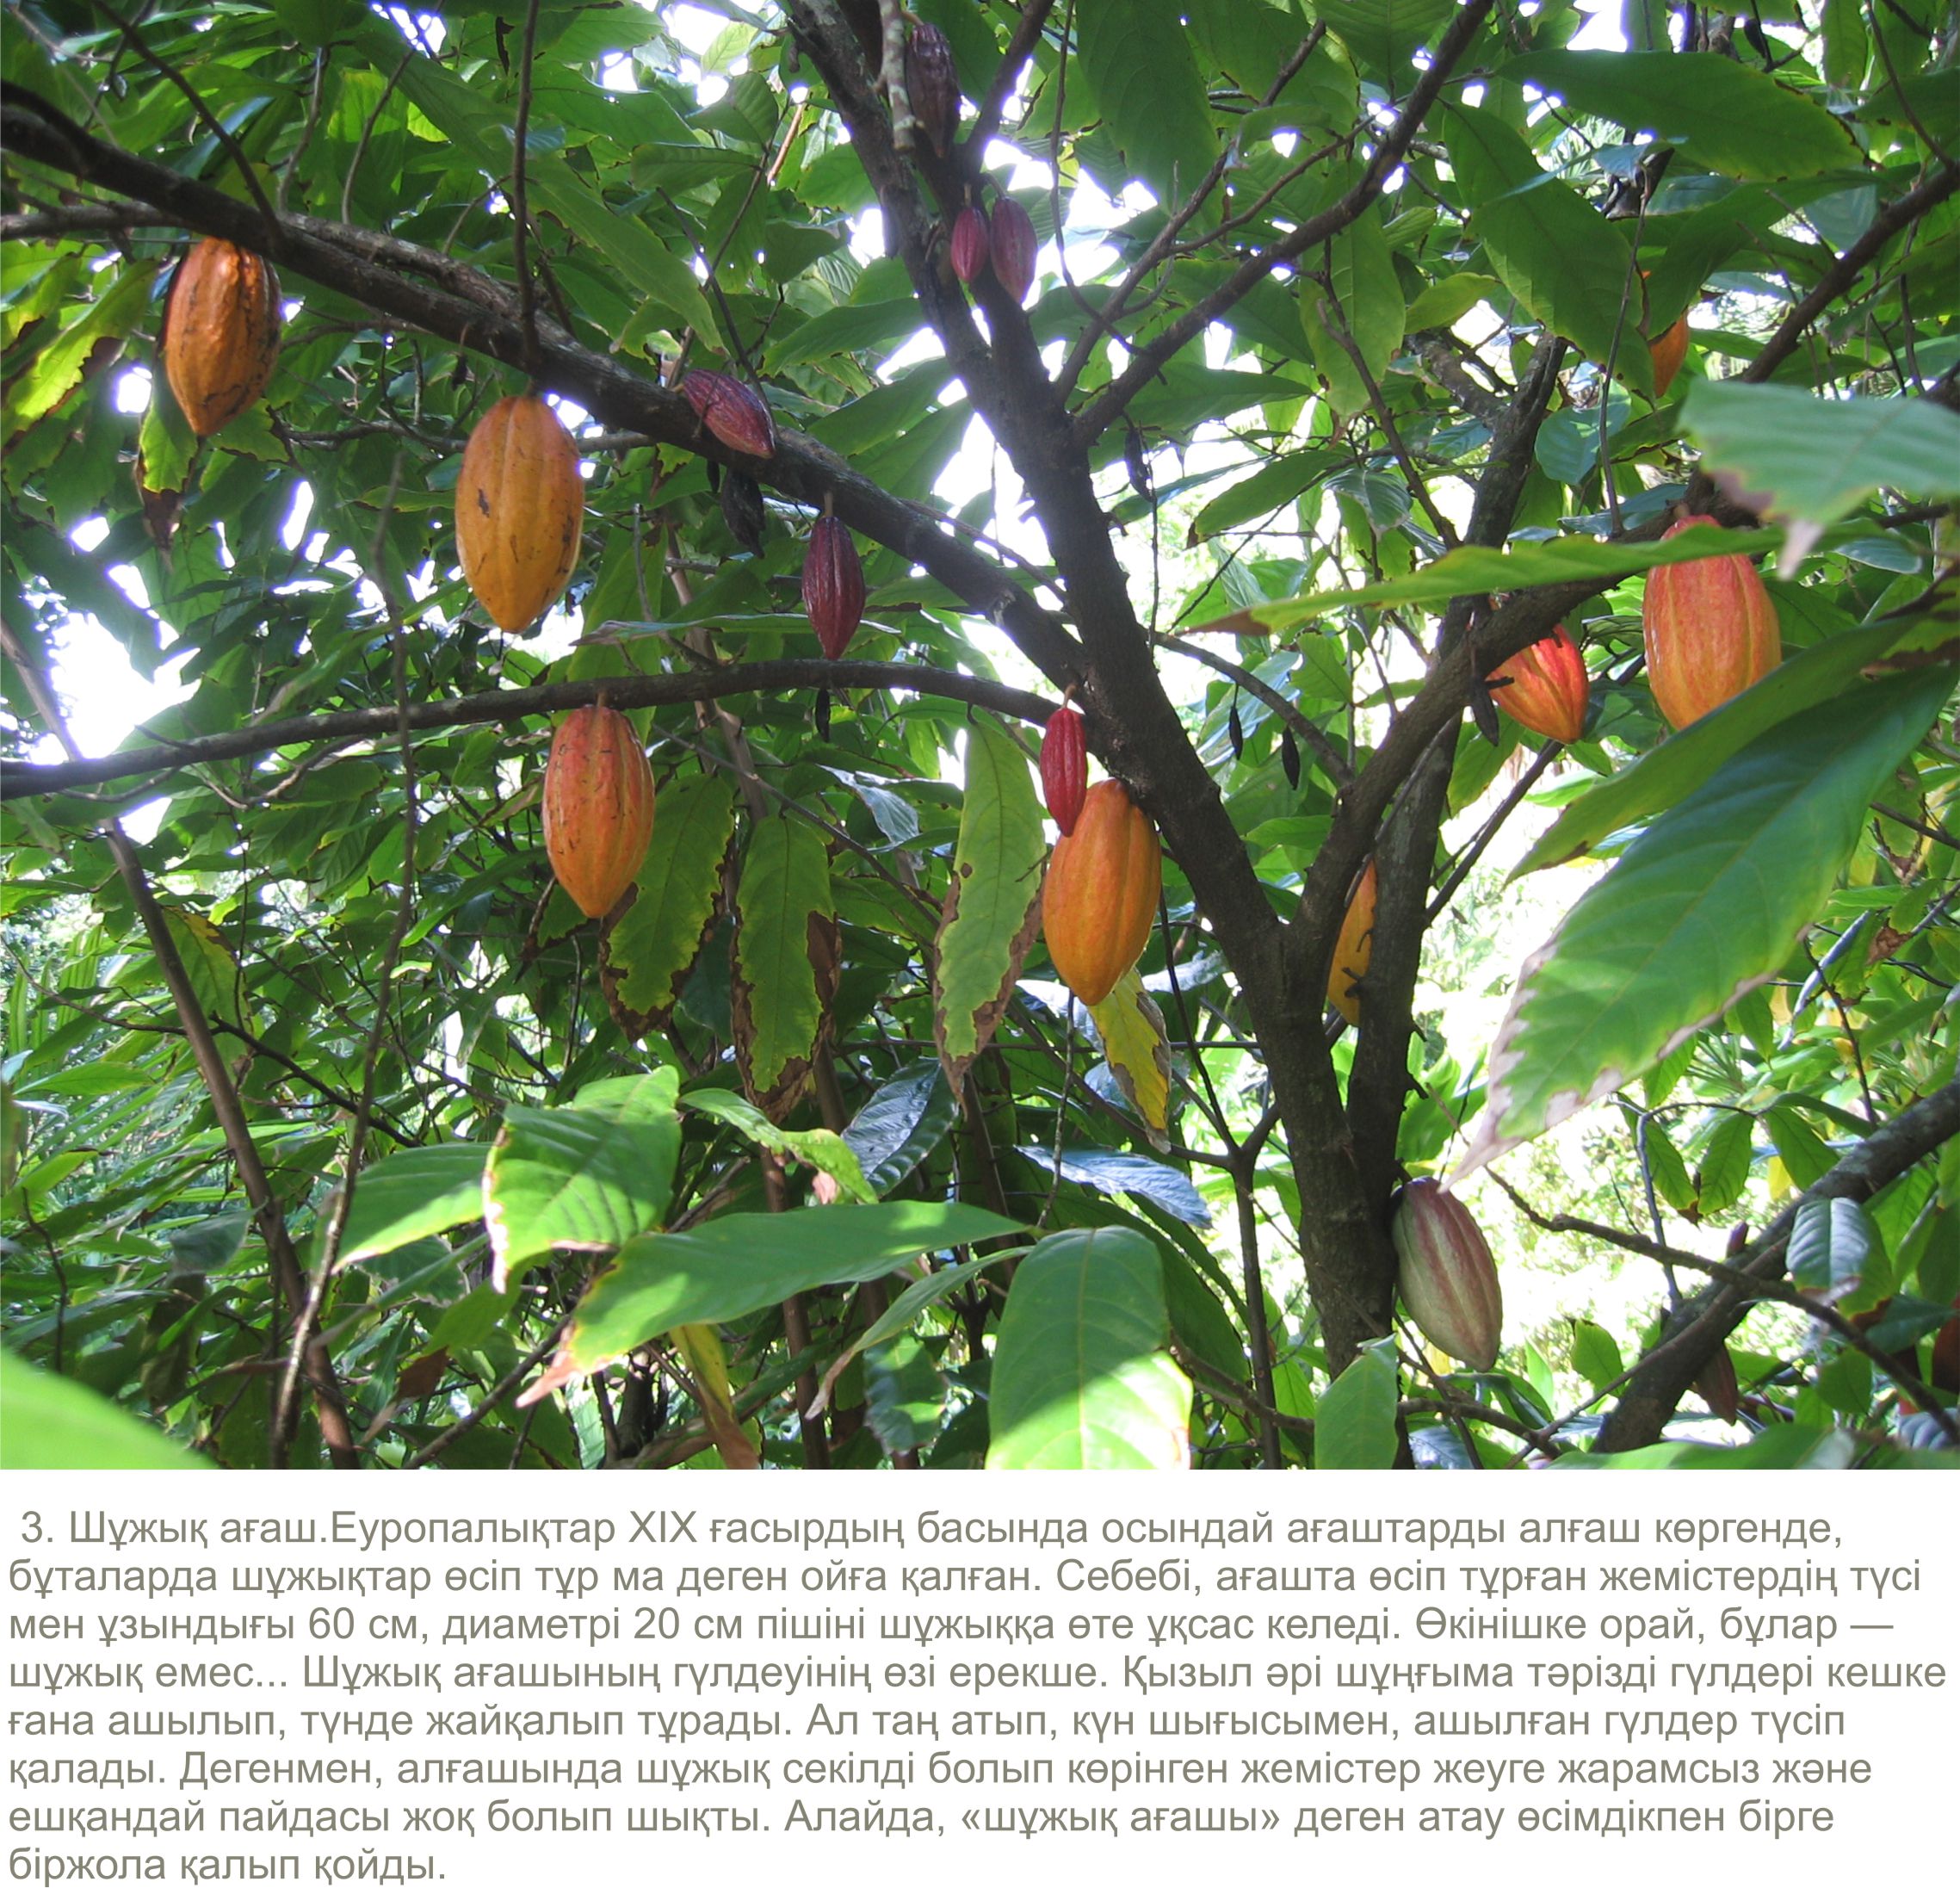 3. Шұжық ағаш.Еуропалықтар XIX ғасырдың басында осындай ағаштарды алғаш көргенде,
бұталарда шұжықтар өсіп тұр ма деген ойға қалған. Себебі, ағашта өсіп тұрған жемістердің түсі
мен ұзындығы 60 см, диаметрі 20 см пішіні шұжыққа өте ұқсас келеді. Өкінішке орай, бұлар —
шұжық емес... Шұжық ағашының гүлдеуінің өзі ерекше. Қызыл әрі шұңғыма тәрізді гүлдері кешке
ғана ашылып, түнде жайқалып тұрады. Ал таң атып, күн шығысымен, ашылған гүлдер түсіп
қалады. Дегенмен, алғашында шұжық секілді болып көрінген жемістер жеуге жарамсыз және
ешқандай пайдасы жоқ болып шықты. Алайда, «шұжық ағашы» деген атау өсімдікпен бірге
біржола қалып қойды.